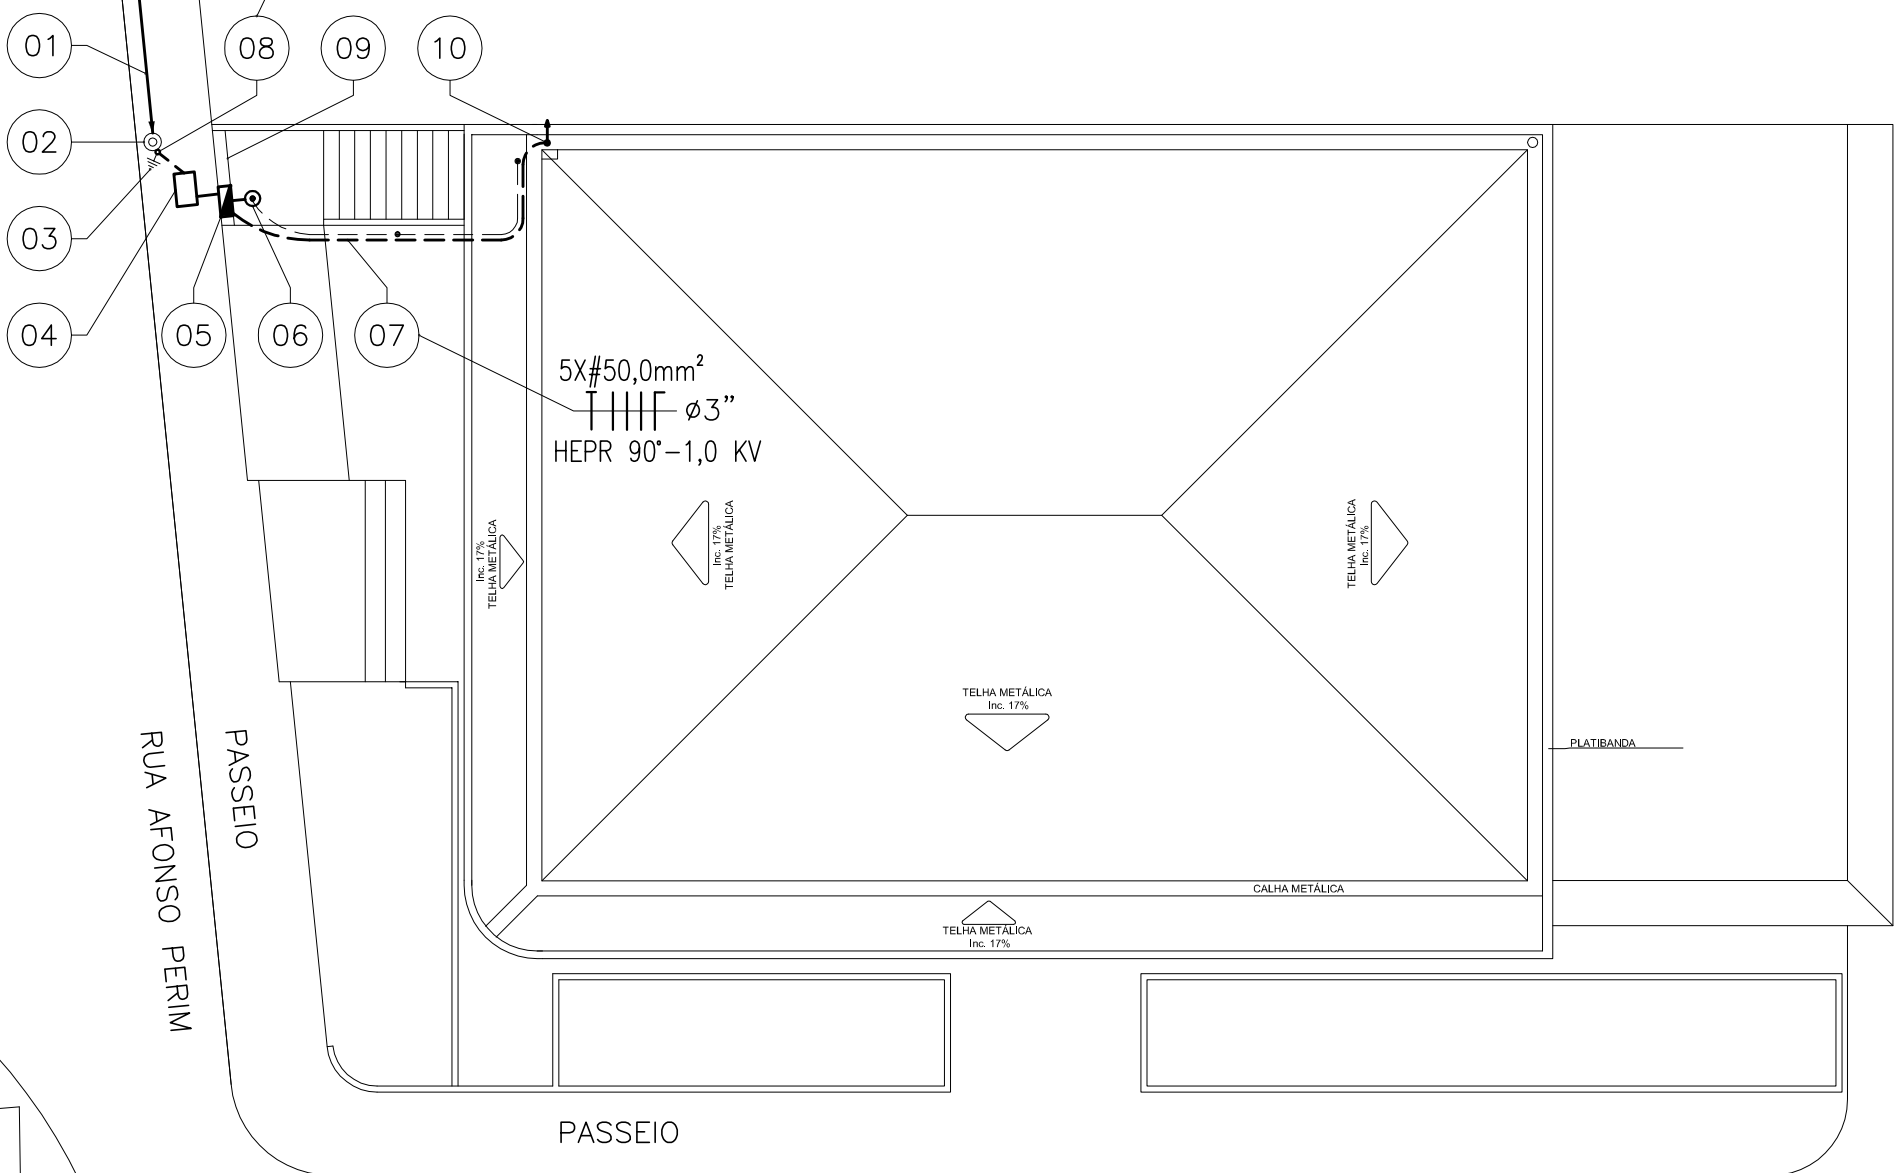 01
08
09
10
02
03
04
05
06
07
5X#50,0mm²
ø3"
HEPR 90°-1,0 KV
Inc. 17%
TELHA METÁLICA
Inc. 17%
TELHA METÁLICA
TELHA METÁLICA
Inc. 17%
TELHA METÁLICA
Inc. 17%
PLATIBANDA
RUA AFONSO PERIM
PASSEIO
CALHA METÁLICA
TELHA METÁLICA
Inc. 17%
PASSEIO